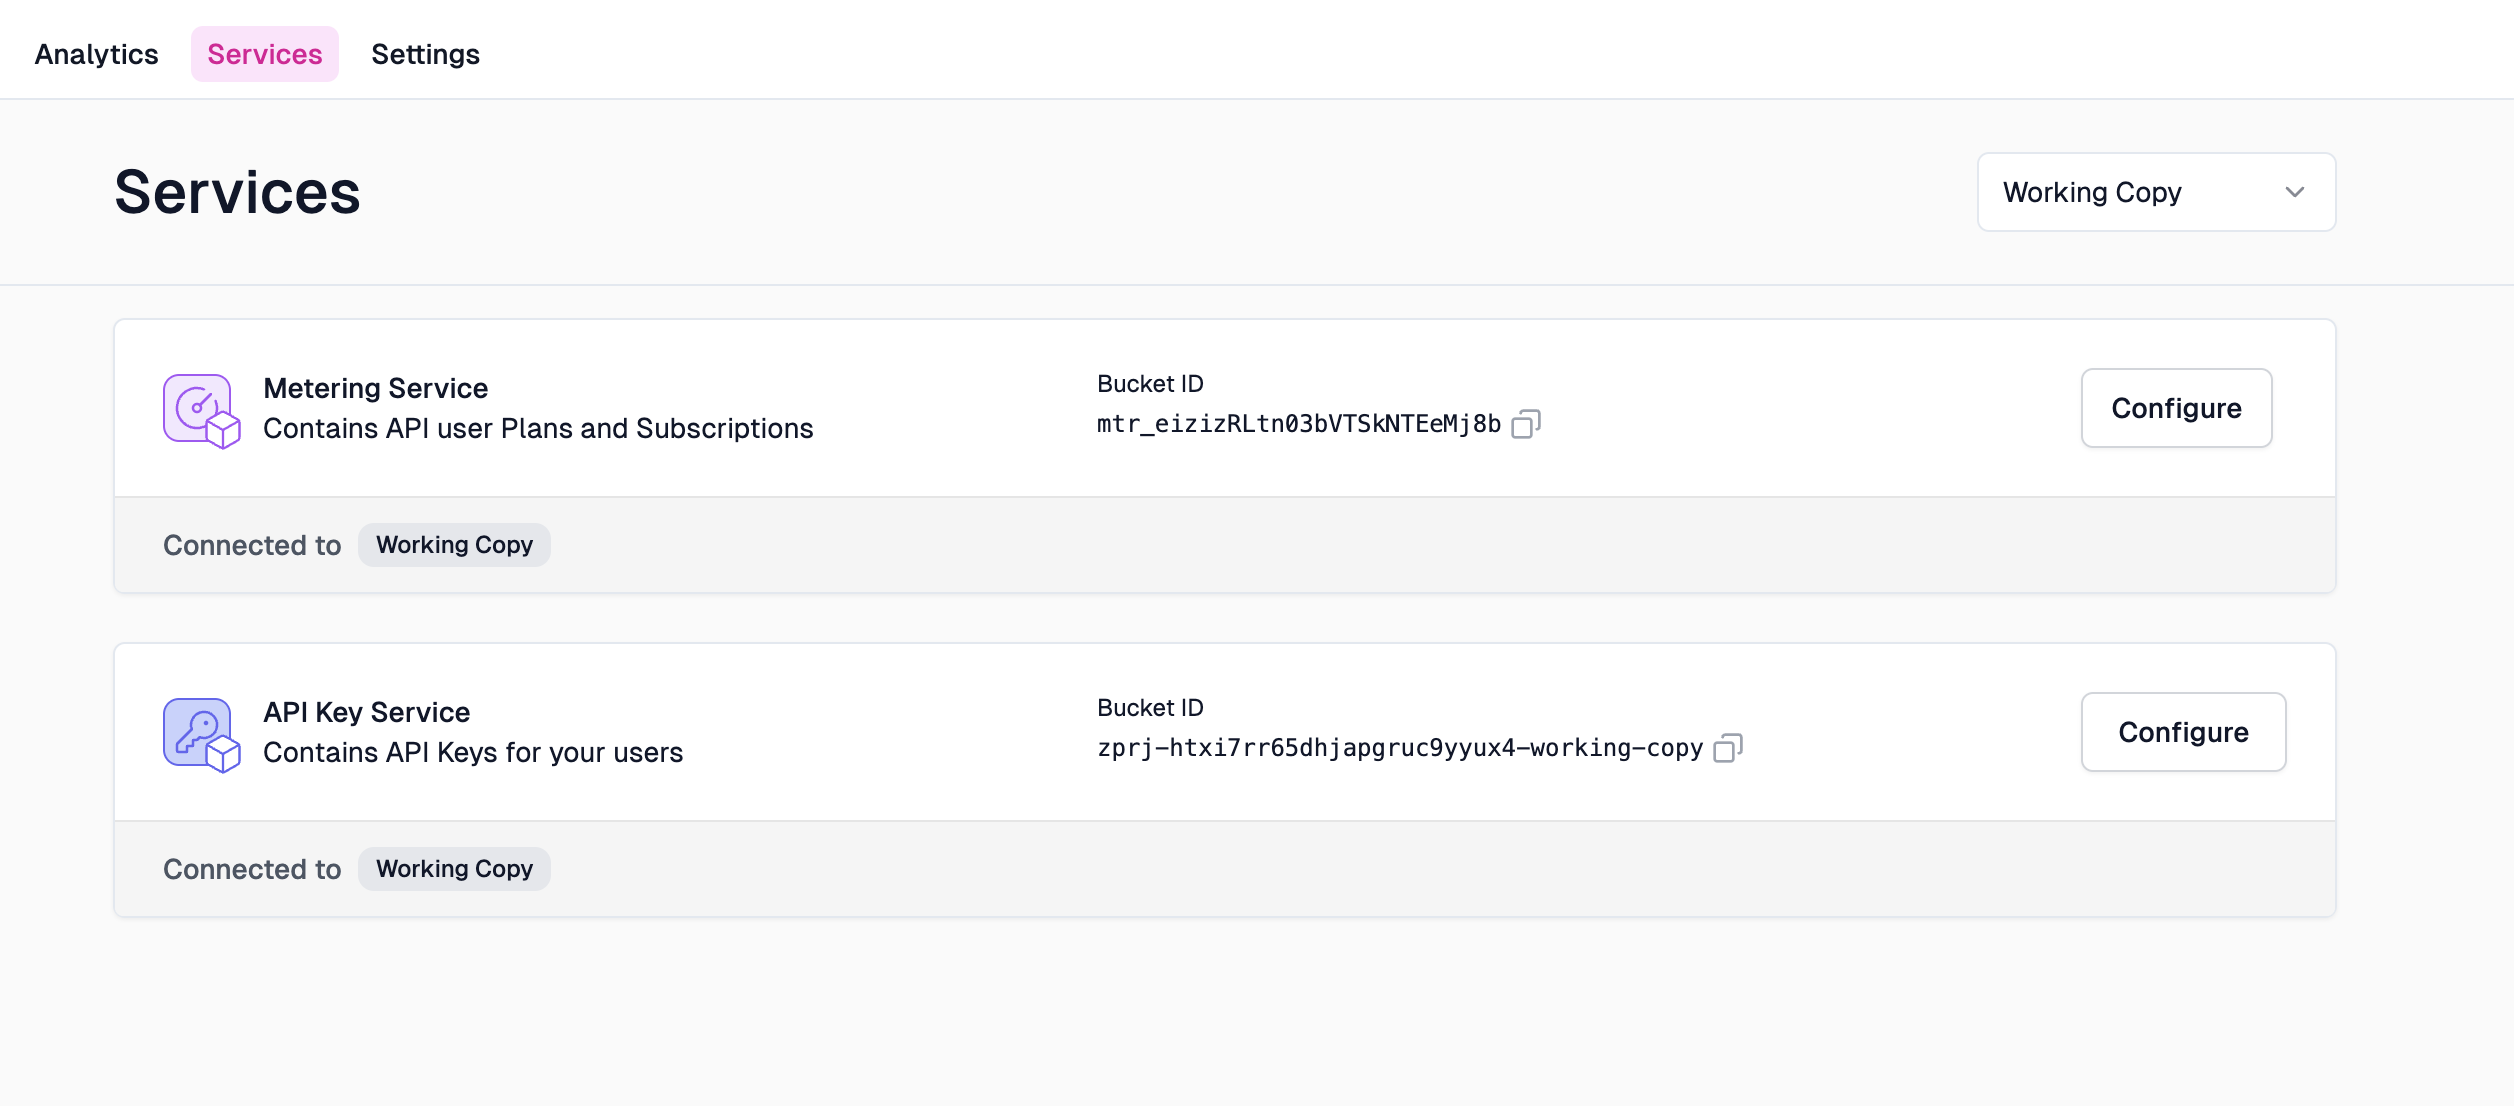 Analytics Services Settings
Services
Working Copy
Metering Service
Contains API user Plans and Subscriptions
Bucket ID
mtr_eizizRLtn03bVTSkNTEeMj8b
Configure
Connected to Working Copy
API Key Service
Contains API Keys for your users
Bucket ID
zprj-htxi7rr65dhjapgruc9yyux4-working-copy
Configure
Connected to Working Copy